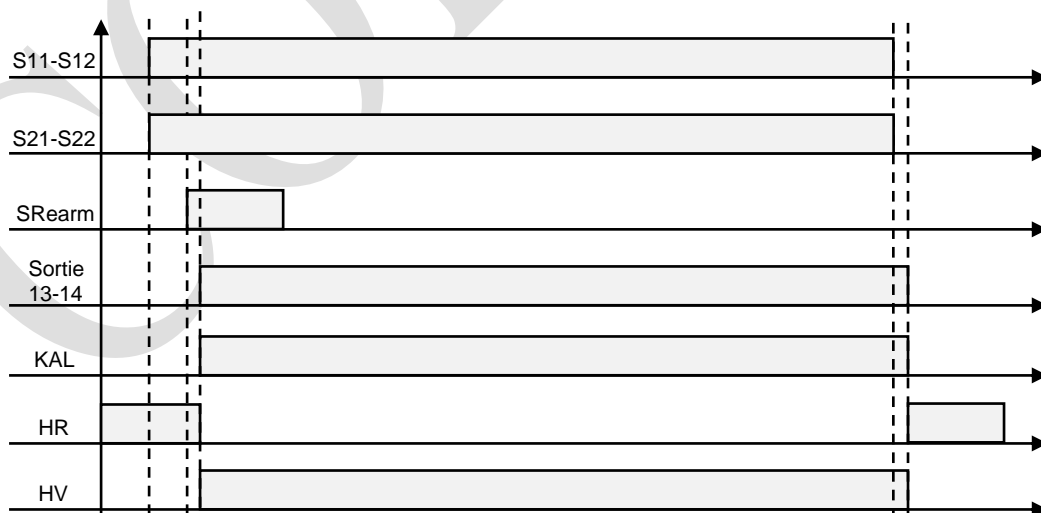 S11-S12
S21-S22
SRearm
Sortie
13-14
KAL
HR
HV